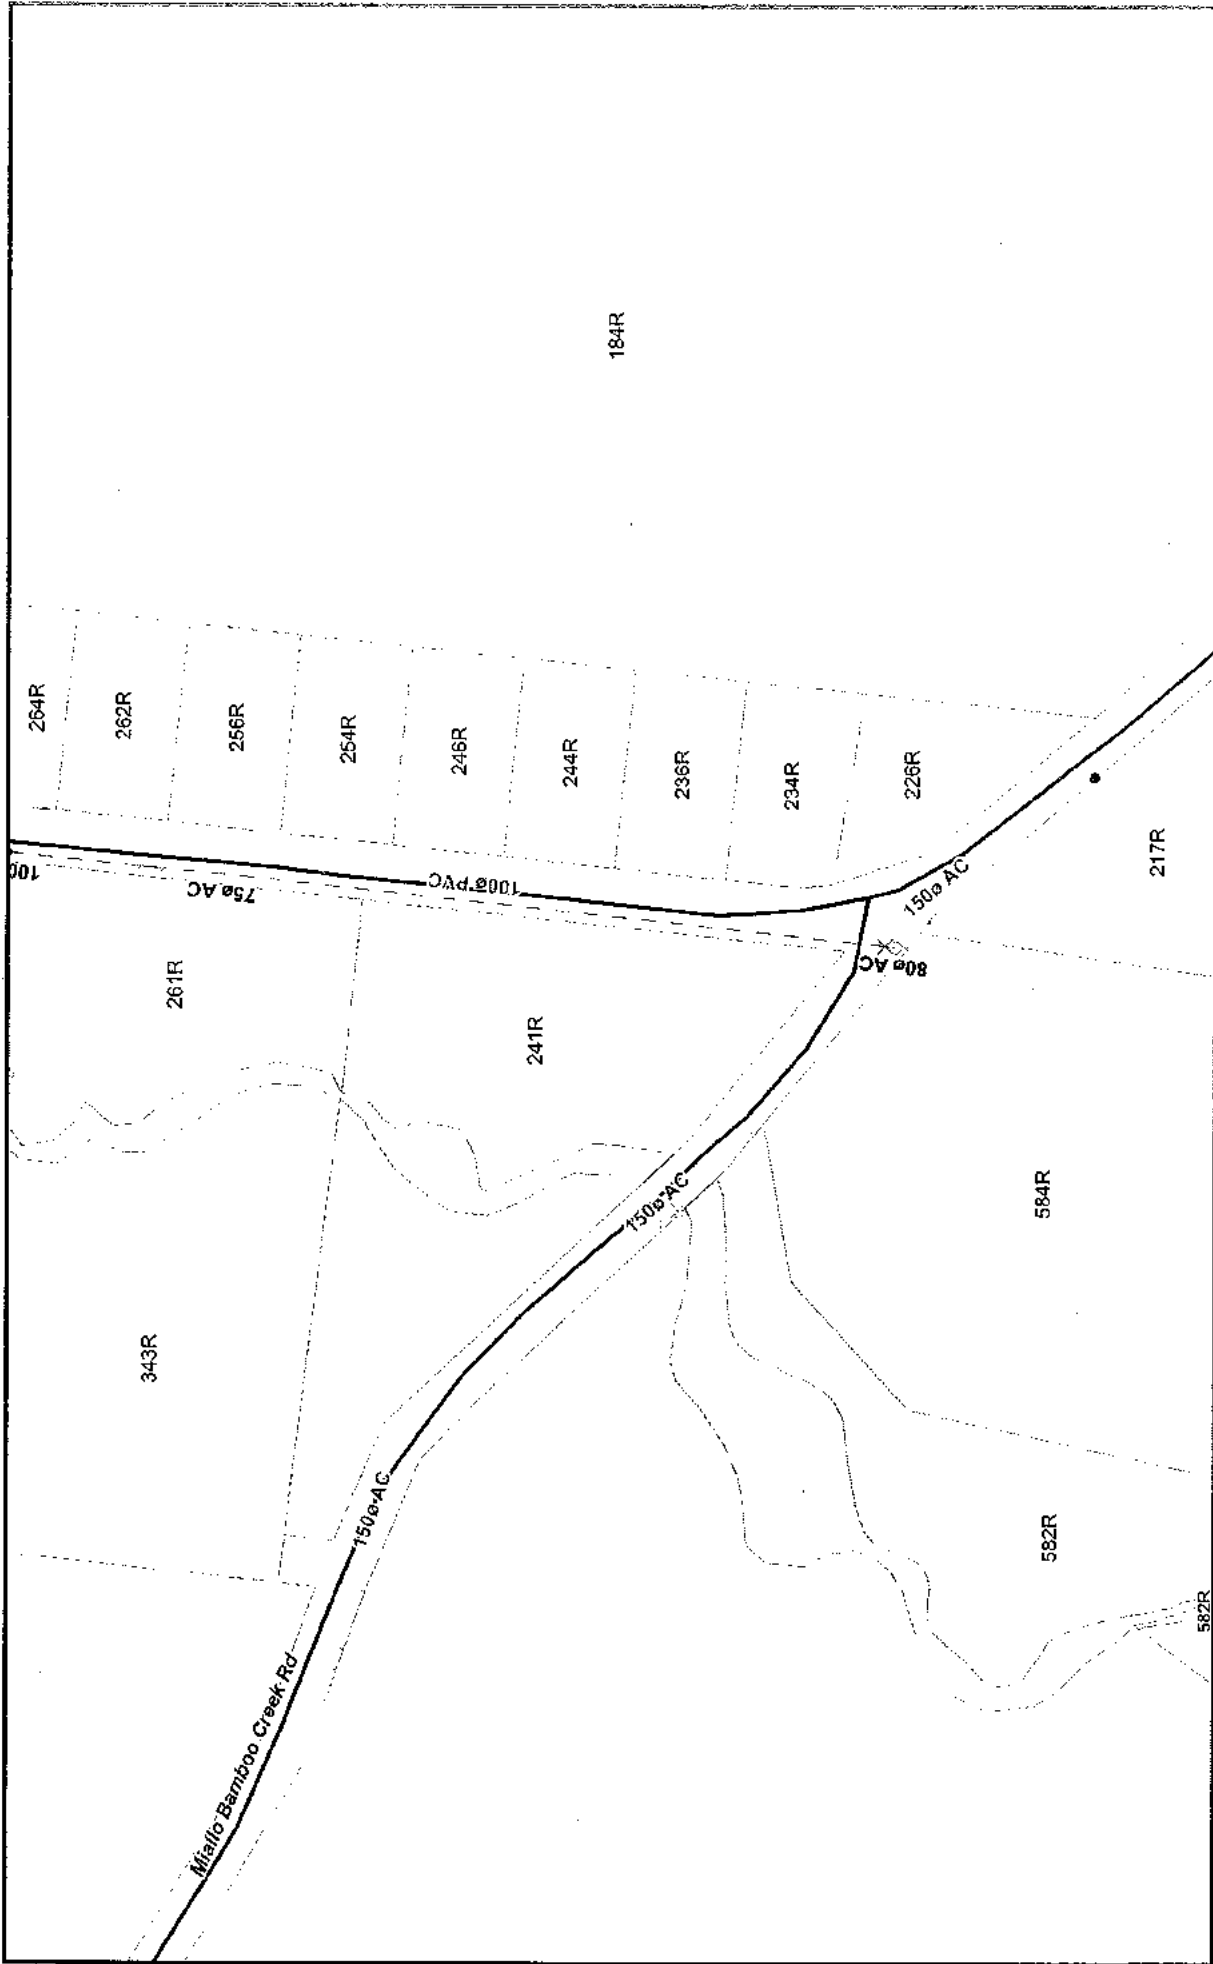 184R
264R
262R
256R
254R
246R
244R
236R
234R
226R
217R
100
75ø AC
100ø PVC
150ø AC
80ø AC
261R
241R
150ø AC
584R
343R
150ø AC
582R
582R
Miallo Bamboo Creek Rd